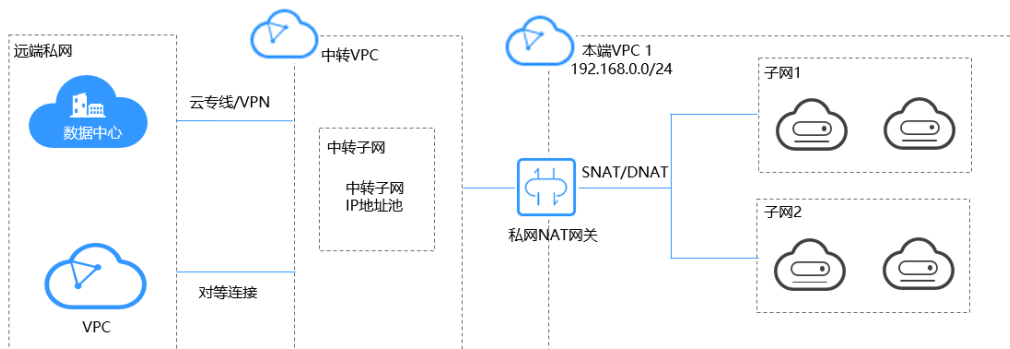 远端私网
数据中心
云专线/VPN
VPC
对等连接
中转VPC
中转子网
中转子网
IP地址池
本端VPC 1
192.168.0.0/24
私网NAT网关
SNAT/DNAT
子网1
子网2